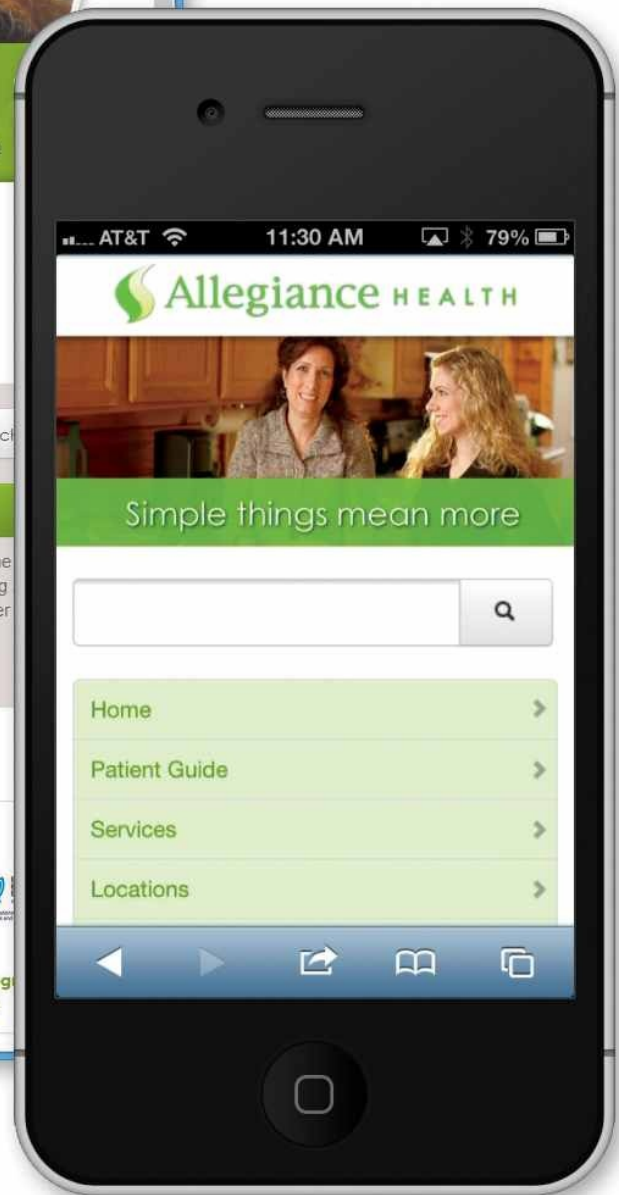 AT&T 11:30 AM 79%
Allegiance HEALTH
Simple things mean more
Home
Patient Guide
Services
Locations